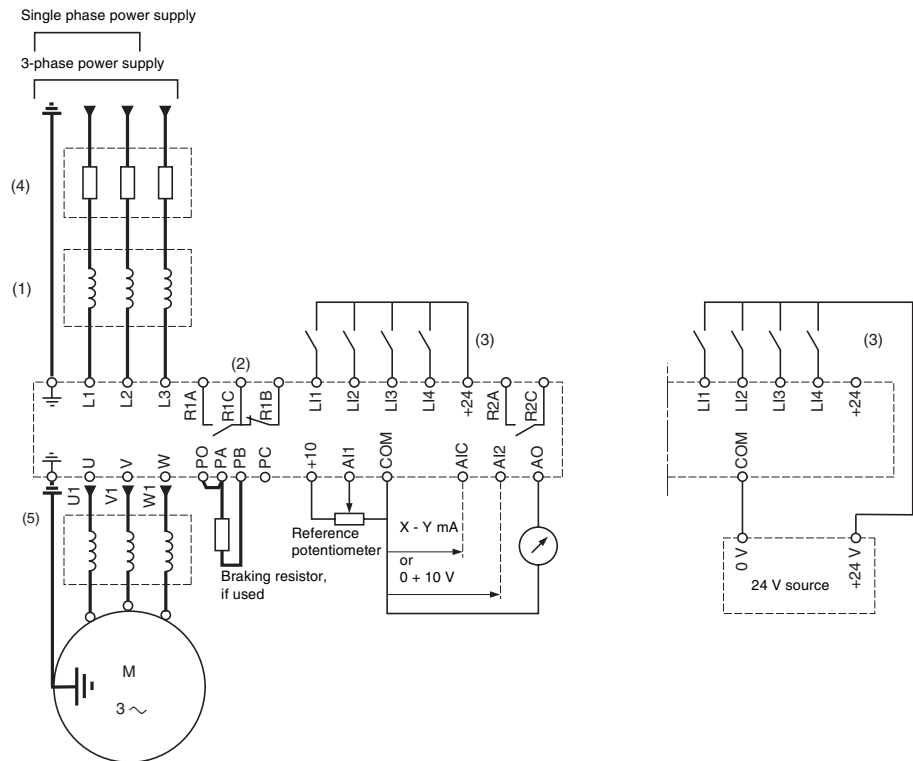 Single phase power supply
3-phase power supply
(4)
(1)
(2)
(3)
(3)
L1
L2
L3
R1A
R1C
R1B
LI1
LI2
LI3
LI4
+24
R2A
R2C
LI1
LI2
LI3
LI4
+24
U
V
W
PO
PA
PB
PC
+10
AI1
COM
AIC
AI2
AO
COM
(5)
U1
V1
W1
Reference
potentiometer
X - Y mA
or
0 + 10 V
Braking resistor,
if used
0 V
24 V source
+24 V
M
3 ~